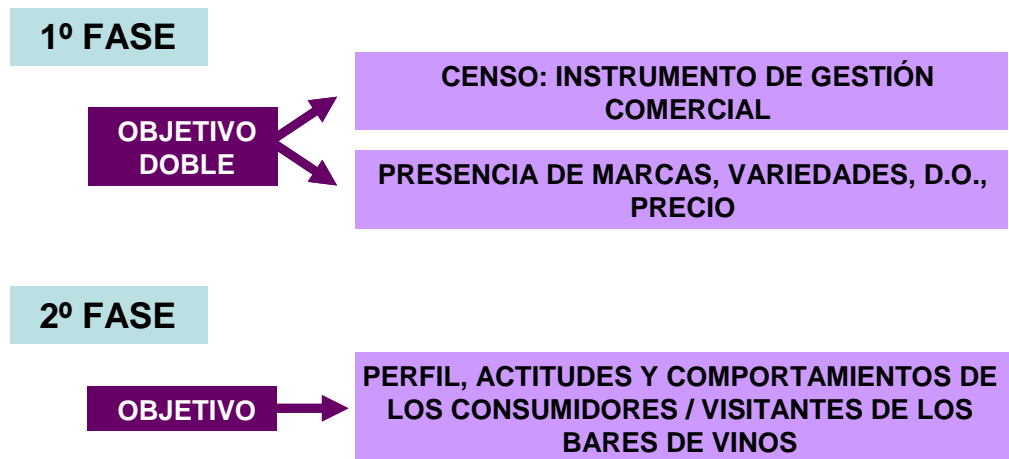 1º FASE
CENSO: INSTRUMENTO DE GESTIÓN
COMERCIAL
OBJETIVO
DOBLE
PRESENCIA DE MARCAS, VARIEDADES, D.O.,
PRECIO
2º FASE
PERFIL, ACTITUDES Y COMPORTAMIENTOS DE
LOS CONSUMIDORES / VISITANTES DE LOS
BARES DE VINOS
OBJETIVO